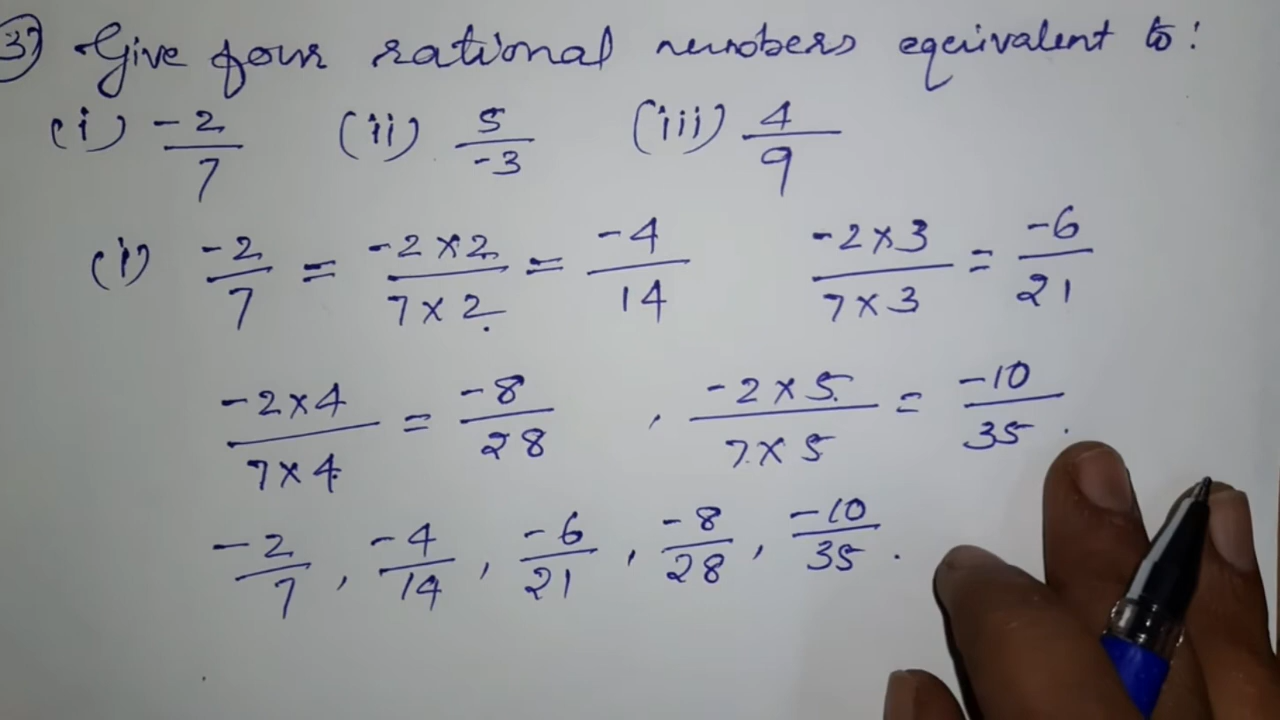 3) Give four rational numbers equivalent to:
(i) -2/7 (ii) 5/-3 (iii) 4/9
(i) -2/7 = -2×2/7×2 = -4/14 -2×3/7×3 = -6/21
-2×4/7×4 = -8/28 , -2×5/7×5 = -10/35.
-2/7, -4/14, -6/21, -8/28, -10/35.